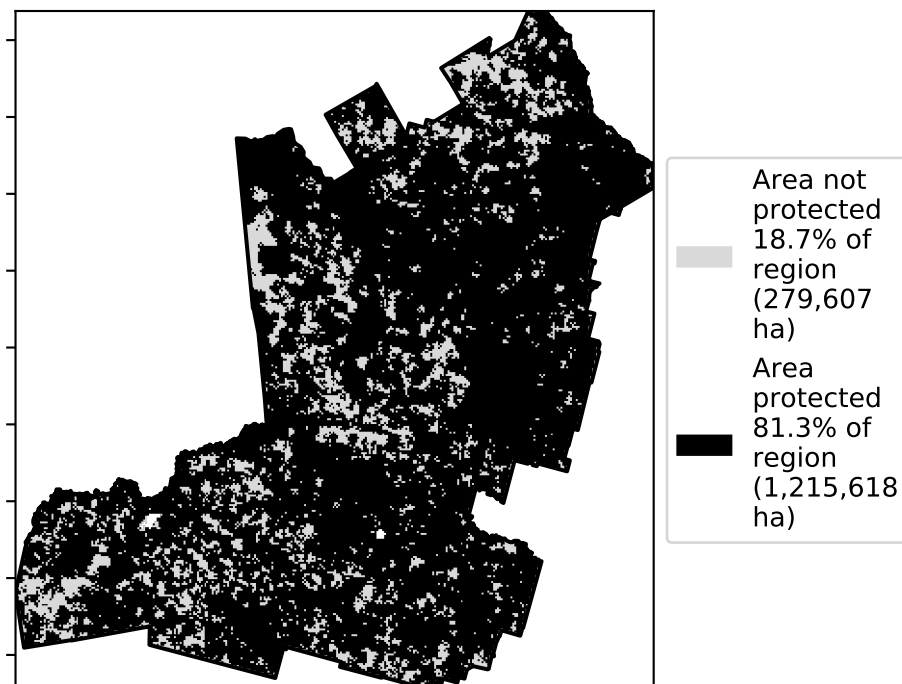 Area not
protected
18.7% of
region
(279,607
ha)
Area
protected
81.3% of
region
(1,215,618
ha)